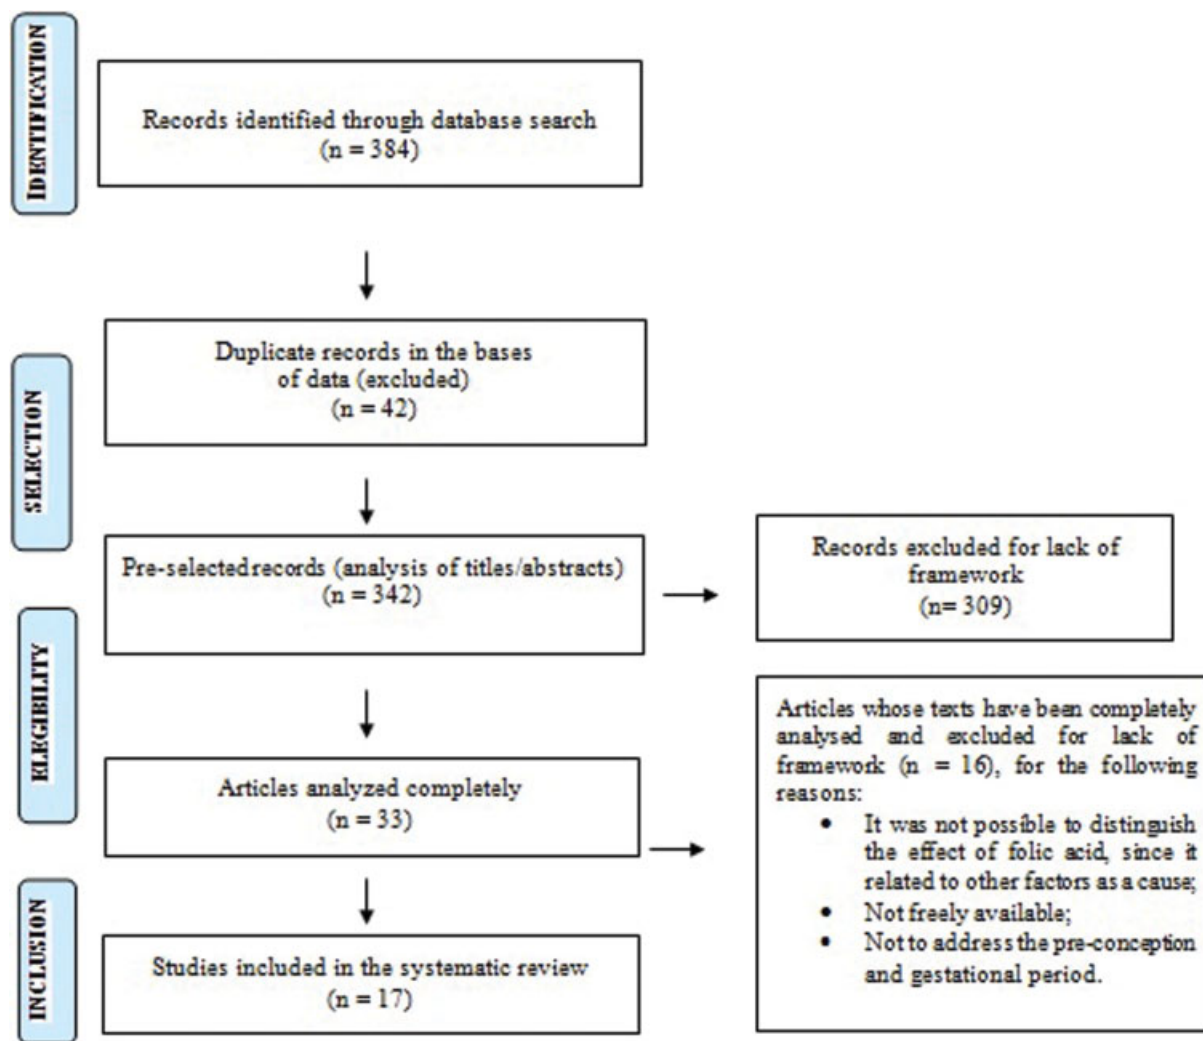 IDENTIFICATION
Records identified through database search
(n = 384)
SELECTION
Duplicate records in the bases
of data (excluded)
(n = 42)
Pre-selected records (analysis of titles/abstracts)
(n = 342)
Records excluded for lack of
framework
(n= 309)
ELEGIBILITY
Articles analyzed completely
(n = 33)
Articles whose texts have been completely
analysed and excluded for lack of
framework (n = 16), for the following
reasons:
• It was not possible to distinguish
the effect of folic acid, since it
related to other factors as a cause;
• Not freely available;
• Not to address the pre-conception
and gestational period.
INCLUSION
Studies included in the systematic review
(n = 17)